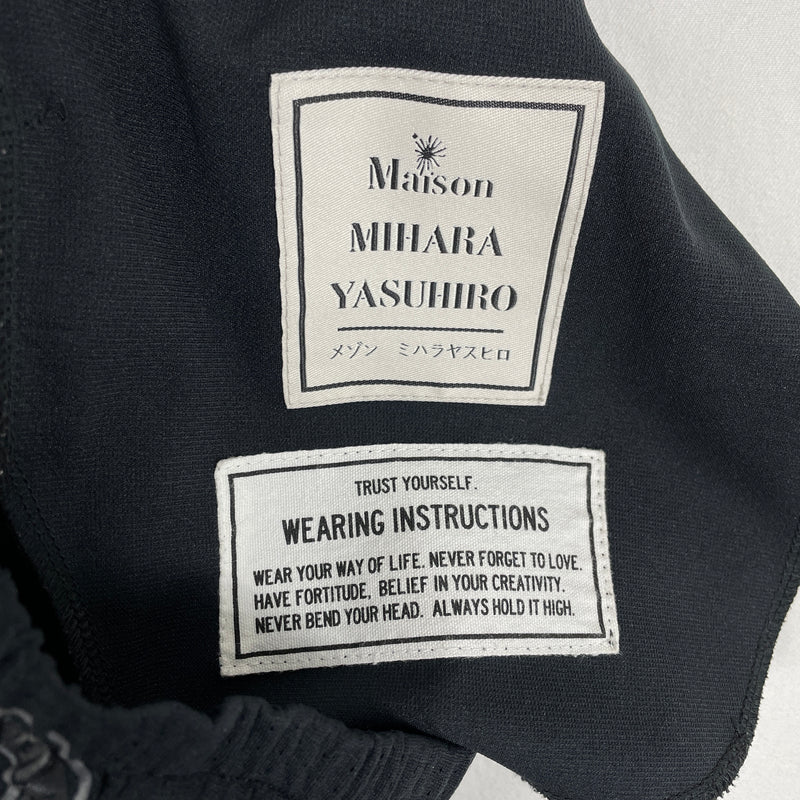 Maison
MIHARA
YASUHIRO
メゾン ミハラヤスヒロ
TRUST YOURSELF.
WEARING INSTRUCTIONS
WEAR YOUR WAY OF LIFE. NEVER FORGET TO LOVE.
HAVE FORTITUDE, BELIEF IN YOUR CREATIVITY.
NEVER BEND YOUR HEAD. ALWAYS HOLD IT HIGH.